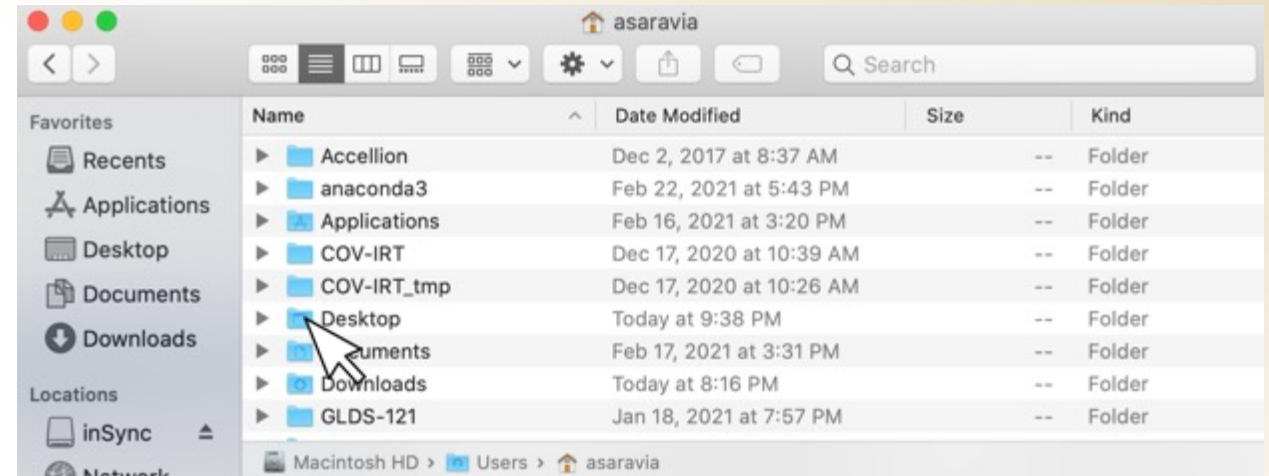 asaravia
Search
Favorites
Recents
Applications
Desktop
Documents
Downloads
Locations
inSync
Name Date Modified Size Kind
Accellion Dec 2, 2017 at 8:37 AM -- Folder
anaconda3 Feb 22, 2021 at 5:43 PM -- Folder
Applications Feb 16, 2021 at 3:20 PM -- Folder
COV-IRT Dec 17, 2020 at 10:39 AM -- Folder
COV-IRT_tmp Dec 17, 2020 at 10:26 AM -- Folder
Desktop Today at 9:38 PM -- Folder
Feb 17, 2021 at 3:31 PM -- Folder
Downloads Today at 8:16 PM -- Folder
GLDS-121 Jan 18, 2021 at 7:57 PM -- Folder
Macintosh HD › Users › asaravia